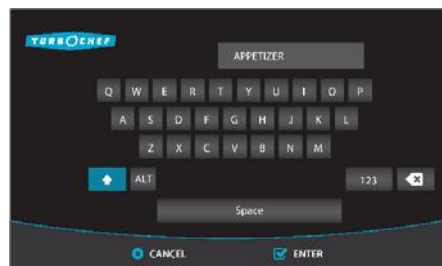 TURBOCHEF
APPETIZER
Q W E R T Y U I O P
A S D F G H J K L
Z X C V B N M
ALT 123
Space
CANCEL ENTER